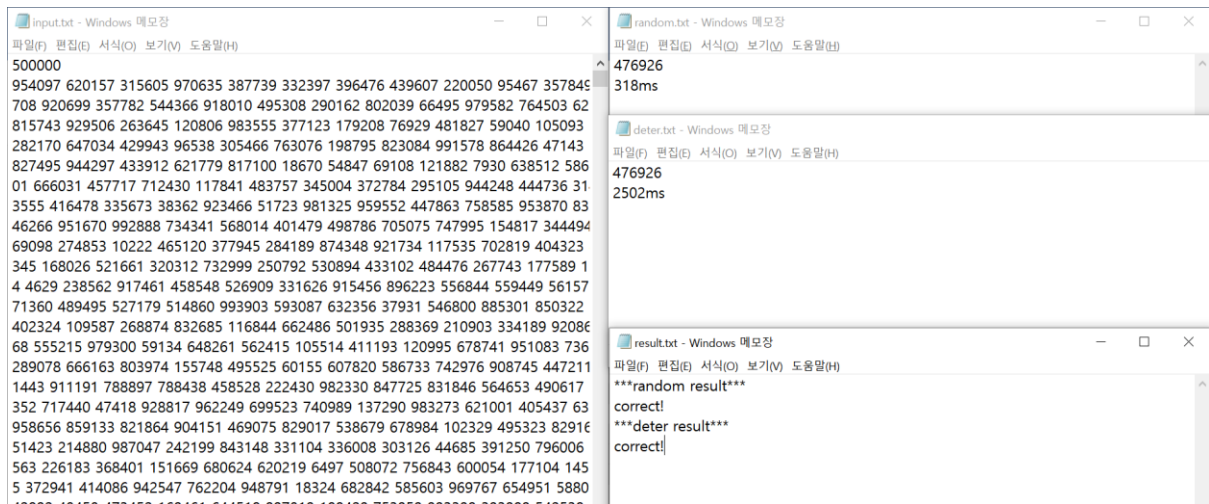 input.txt - Windows 메모장
파일(F) 편집(E) 서식(O) 보기(V) 도움말(H)
500000
954097 620157 315605 970635 387739 332397 396476 439607 220050 95467 357849
708 920699 357782 544366 918010 495308 290162 802039 66495 979582 764503 62
815743 929506 263645 120806 983555 377123 179208 76929 481827 59040 105093
282170 647034 429943 96538 305466 763076 198795 823084 991578 864426 47143
827495 944297 433912 621779 817100 18670 54847 69108 121882 7930 638512 586
01 666031 457717 712430 117841 483757 345004 372784 295105 944248 444736 31
3555 416478 335673 38362 923466 51723 981325 959552 447863 758585 953870 83
46266 951670 992888 734341 568014 401479 498786 705075 747995 154817 344494
69098 274853 10222 465120 377945 284189 874348 921734 117535 702819 404323
345 168026 521661 320312 732999 250792 530894 433102 484476 267743 177589 1
4 4629 238562 917461 458548 526909 331626 915456 896223 556844 559449 56157
71360 489495 527179 514860 993903 593087 632356 37931 546800 885301 850322
402324 109587 268874 832685 116844 662486 501935 288369 210903 334189 92086
68 555215 979300 59134 648261 562415 105514 411193 120995 678741 951083 736
289078 666163 803974 155748 495525 60155 607820 586733 742976 908745 447211
1443 911191 788897 788438 458528 222430 982330 847725 831846 564653 490617
352 717440 47418 928817 962249 699523 740989 137290 983273 621001 405437 63
958656 859133 821864 904151 469075 829017 538679 678984 102329 495323 82916
51423 214880 987047 242199 843148 331104 336008 303126 44685 391250 796006
563 226183 368401 151669 680624 620219 6497 508072 756843 600054 177104 145
5 372941 414086 942547 762204 948791 18324 682842 585603 969767 654951 5880
random.txt - Windows 메모장
파일(F) 편집(E) 서식(O) 보기(V) 도움말(H)
476926
318ms
deter.txt - Windows 메모장
파일(F) 편집(E) 서식(O) 보기(V) 도움말(H)
476926
2502ms
result.txt - Windows 메모장
파일(F) 편집(E) 서식(O) 보기(V) 도움말(H)
***random result***
correct!
***deter result***
correct!